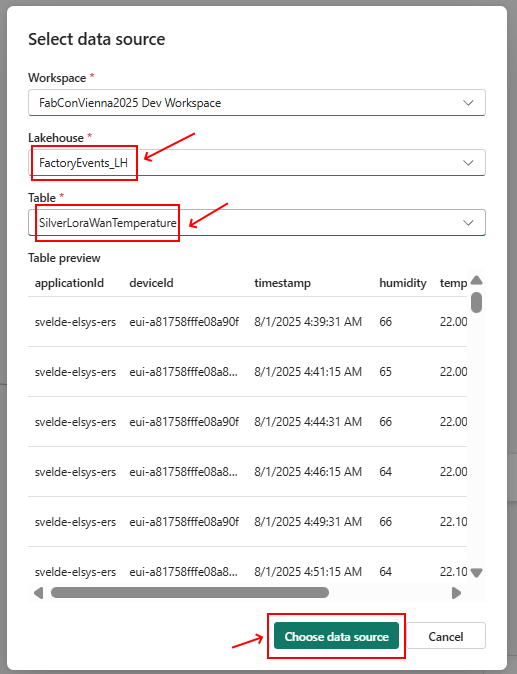 Select data source
Workspace *
FabConVienna2025 Dev Workspace
Lakehouse *
FactoryEvents_LH
Table *
SilverLoraWanTemperature
Table preview
applicationId deviceId timestamp humidity temp
svelde-elsys-ers eui-a81758fffe08a90f 8/1/2025 4:39:31 AM 66 22.00
svelde-elsys-ers eui-a81758fffe08a8... 8/1/2025 4:41:15 AM 65 22.00
svelde-elsys-ers eui-a81758fffe08a90f 8/1/2025 4:44:31 AM 66 22.00
svelde-elsys-ers eui-a81758fffe08a8... 8/1/2025 4:46:15 AM 64 22.00
svelde-elsys-ers eui-a81758fffe08a90f 8/1/2025 4:49:31 AM 66 22.10
svelde-elsys-ers eui-a81758fffe08a8... 8/1/2025 4:51:15 AM 64 22.10
Choose data source Cancel